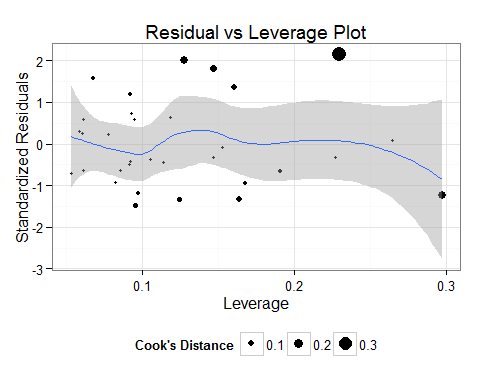 Residual vs Leverage Plot
Standardized Residuals
2
1
0
-1
-2
-3
0.1 0.2 0.3
Leverage
Cook's Distance 0.1 0.2 0.3